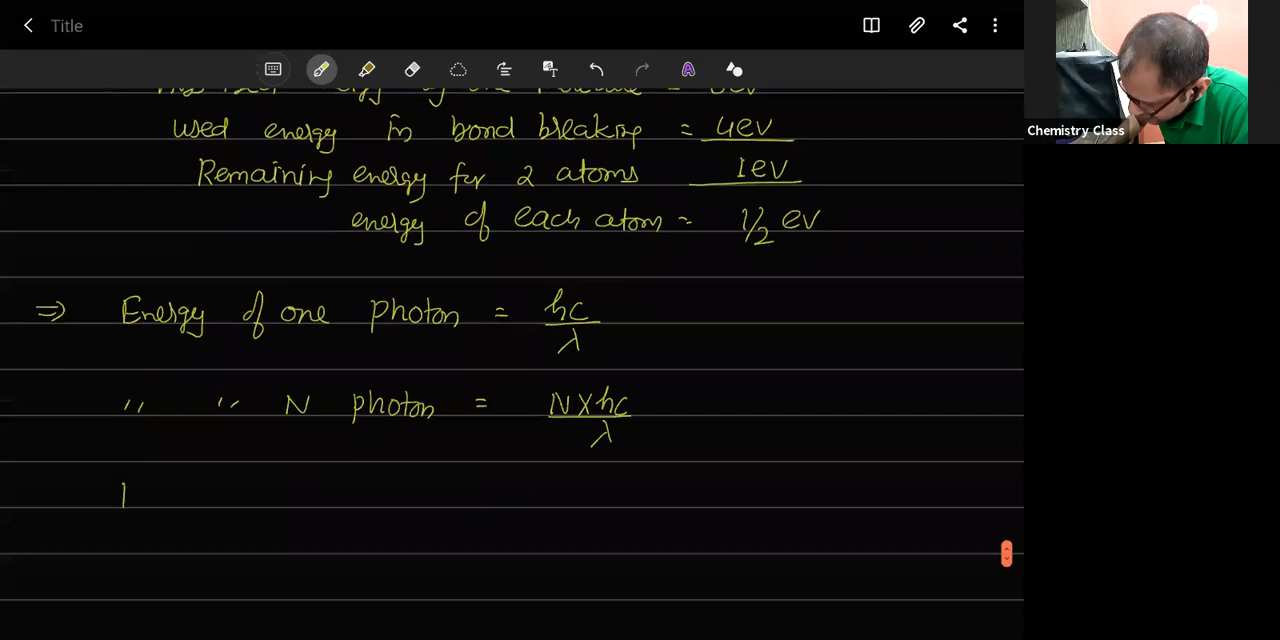 Title
used energy in bond breaking = 4ev
Remaining energy for 2 atoms 1ev
energy of each atom = 1/2 ev
⇒ Energy of one photon = hc/λ
" " N photon = N×hc/λ
Chemistry Class